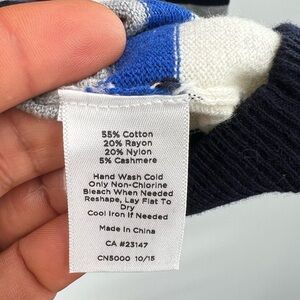 55% Cotton
20% Rayon
20% Nylon
5% Cashmere
Hand Wash Cold
Only Non-Chlorine
Bleach When Needed
Reshape, Lay Flat To
Dry
Cool Iron If Needed
Made in China
CA #23147
CN5000 10/15